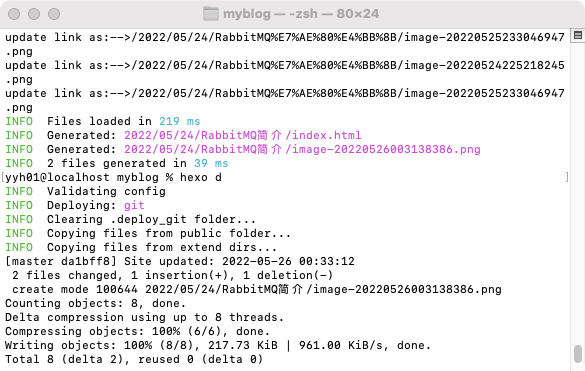 myblog — -zsh — 80×24
update link as:-->/2022/05/24/RabbitMQ%E7%AE%80%E4%BB%8B/image-20220525233046947
.png
update link as:-->/2022/05/24/RabbitMQ%E7%AE%80%E4%BB%8B/image-20220524225218245
.png
update link as:-->/2022/05/24/RabbitMQ%E7%AE%80%E4%BB%8B/image-20220525233046947
.png
INFO  Files loaded in 219 ms
INFO  Generated: 2022/05/24/RabbitMQ简介/index.html
INFO  Generated: 2022/05/24/RabbitMQ简介/image-20220526003138386.png
INFO  2 files generated in 39 ms
[yyh01@localhost myblog % hexo d ]
INFO  Validating config
INFO  Deploying: git
INFO  Clearing .deploy_git folder...
INFO  Copying files from public folder...
INFO  Copying files from extend dirs...
[master da1bff8] Site updated: 2022-05-26 00:33:12
 2 files changed, 1 insertion(+), 1 deletion(-)
 create mode 100644 2022/05/24/RabbitMQ简介/image-20220526003138386.png
Counting objects: 8, done.
Delta compression using up to 8 threads.
Compressing objects: 100% (6/6), done.
Writing objects: 100% (8/8), 217.73 KiB | 961.00 KiB/s, done.
Total 8 (delta 2), reused 0 (delta 0)